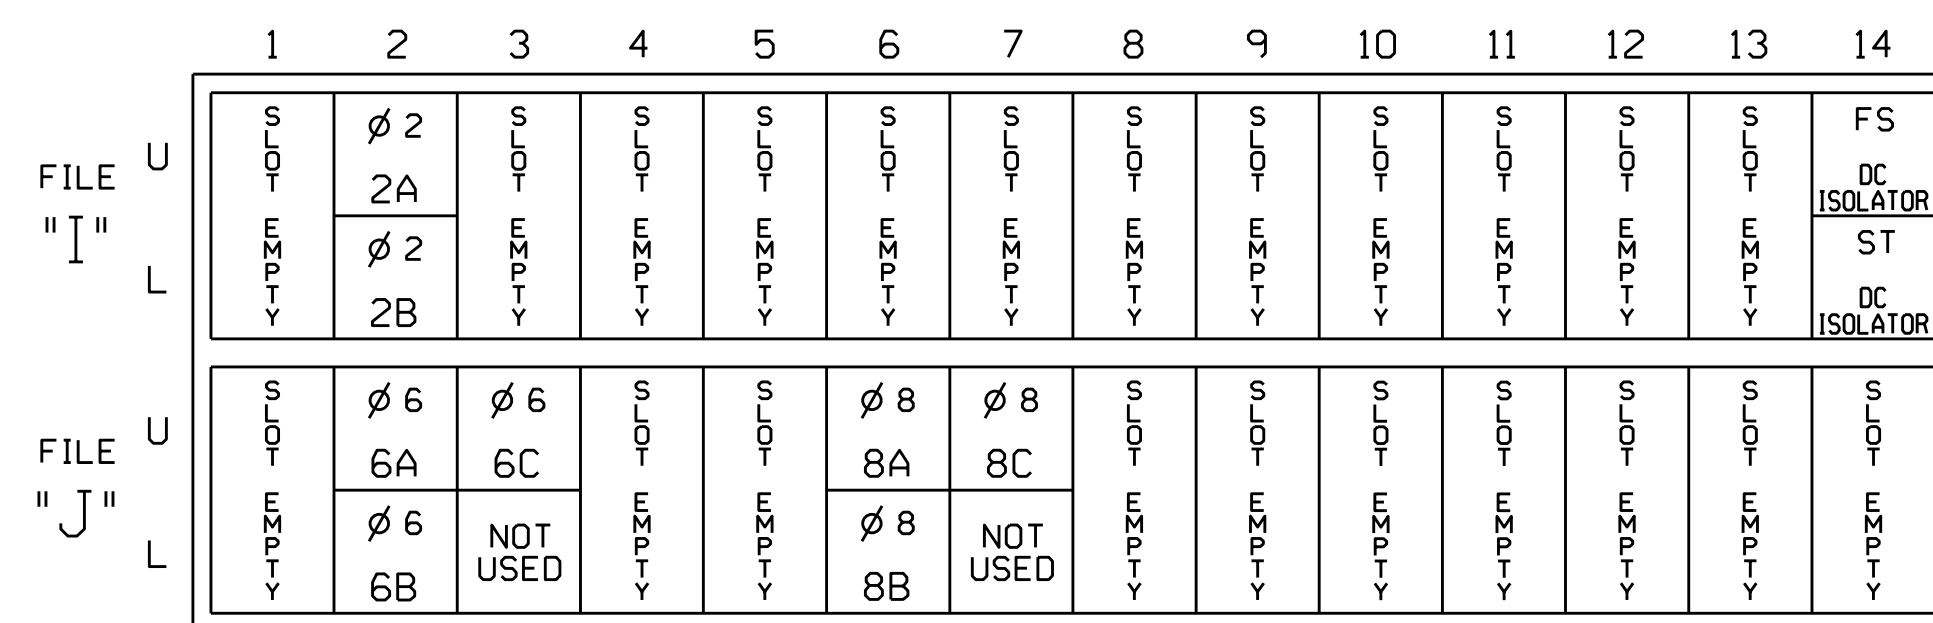 1 2 3 4 5 6 7 8 9 10 11 12 13 14
FILE
"I"
U
L
SLOT EMPTY
Ø 2
2A
Ø 2
2B
SLOT EMPTY
SLOT EMPTY
SLOT EMPTY
SLOT EMPTY
SLOT EMPTY
SLOT EMPTY
SLOT EMPTY
SLOT EMPTY
SLOT EMPTY
SLOT EMPTY
SLOT EMPTY
FS
DC
ISOLATOR
ST
DC
ISOLATOR
FILE
"J"
U
L
SLOT EMPTY
Ø 6
6A
Ø 6
6B
Ø 6
6C
NOT
USED
SLOT EMPTY
SLOT EMPTY
Ø 8
8A
Ø 8
8B
Ø 8
8C
NOT
USED
SLOT EMPTY
SLOT EMPTY
SLOT EMPTY
SLOT EMPTY
SLOT EMPTY
SLOT EMPTY
SLOT EMPTY